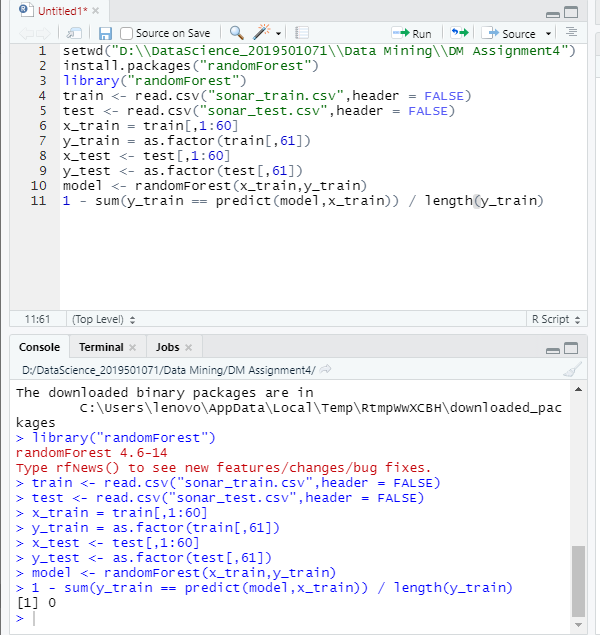 Untitled1*
Source on Save
Run
Source
1 setwd("D:\\DataScience_2019501071\\Data Mining\\DM Assignment4")
2 install.packages("randomForest")
3 library("randomForest")
4 train <- read.csv("sonar_train.csv",header = FALSE)
5 test <- read.csv("sonar_test.csv",header = FALSE)
6 x_train = train[,1:60]
7 y_train = as.factor(train[,61])
8 x_test <- test[,1:60]
9 y_test <- as.factor(test[,61])
10 model <- randomForest(x_train,y_train)
11 1 - sum(y_train == predict(model,x_train)) / length(y_train)
11:61 (Top Level) R Script
Console Terminal Jobs
D:/DataScience_2019501071/Data Mining/DM Assignment4/
The downloaded binary packages are in
C:\Users\lenovo\AppData\Local\Temp\RtmpWwXCBH\downloaded_pac
kages
> library("randomForest")
randomForest 4.6-14
Type rfNews() to see new features/changes/bug fixes.
> train <- read.csv("sonar_train.csv",header = FALSE)
> test <- read.csv("sonar_test.csv",header = FALSE)
> x_train = train[,1:60]
> y_train = as.factor(train[,61])
> x_test <- test[,1:60]
> y_test <- as.factor(test[,61])
> model <- randomForest(x_train,y_train)
> 1 - sum(y_train == predict(model,x_train)) / length(y_train)
[1] 0
>